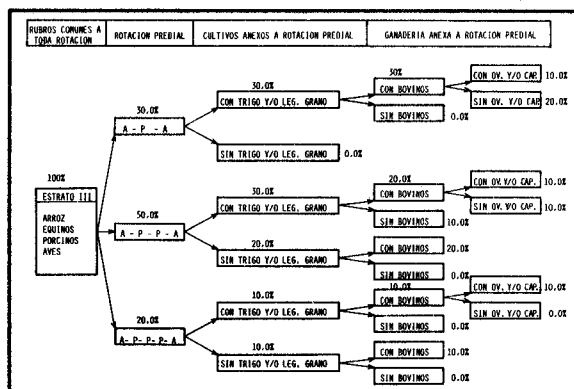 RUBROS COMUNES A TODA ROTACION
ROTACION PREDIAL
CULTIVOS ANEXOS A ROTACION PREDIAL
GANADERIA ANEXA A ROTACION PREDIAL
100%
ESTRATO III
ARROZ
EQUINOS
PORCINOS
AVES
30.0%
A - P - A
30.0%
CON TRIGO Y/O LEG. GRANO
30%
CON BOVINOS
CON OV. Y/O CAP. 10.0%
SIN OV. Y/O CAP 20.0%
SIN BOVINOS 0.0%
SIN TRIGO Y/O LEG. GRANO 0.0%
50.0%
A - P - P - A
30.0%
CON TRIGO Y/O LEG. GRANO
20.0%
CON BOVINOS
CON OV. Y/O CAP. 10.0%
SIN OV. Y/O CAP. 10.0%
SIN BOVINOS 10.0%
20.0%
SIN TRIGO Y/O LEG. GRANO
CON BOVINOS 20.0%
SIN BOVINOS 0.0%
20.0%
A- P- P- P- A
10.0%
CON TRIGO Y/O LEG. GRANO
10.0%
CON BOVINOS
CON OV. Y/O CAP. 10.0%
SIN OV. Y/O CAP 0.0%
SIN BOVINOS 0.0%
10.0%
SIN TRIGO Y/O LEG. GRANO
CON BOVINOS 10.0%
SIN BOVINOS 0.0%